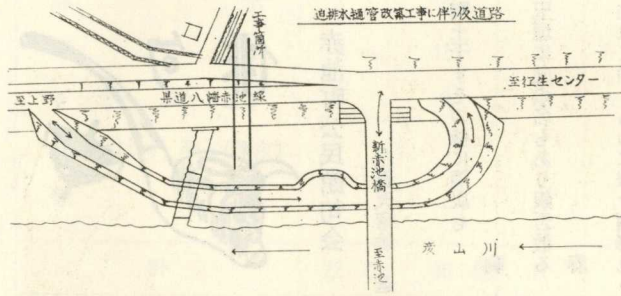 迫排水樋管改築工事に伴う仮道路
工事箇所
至上野
県道八幡赤池線
至厚生センター
新赤池橋
至赤池
彦山川